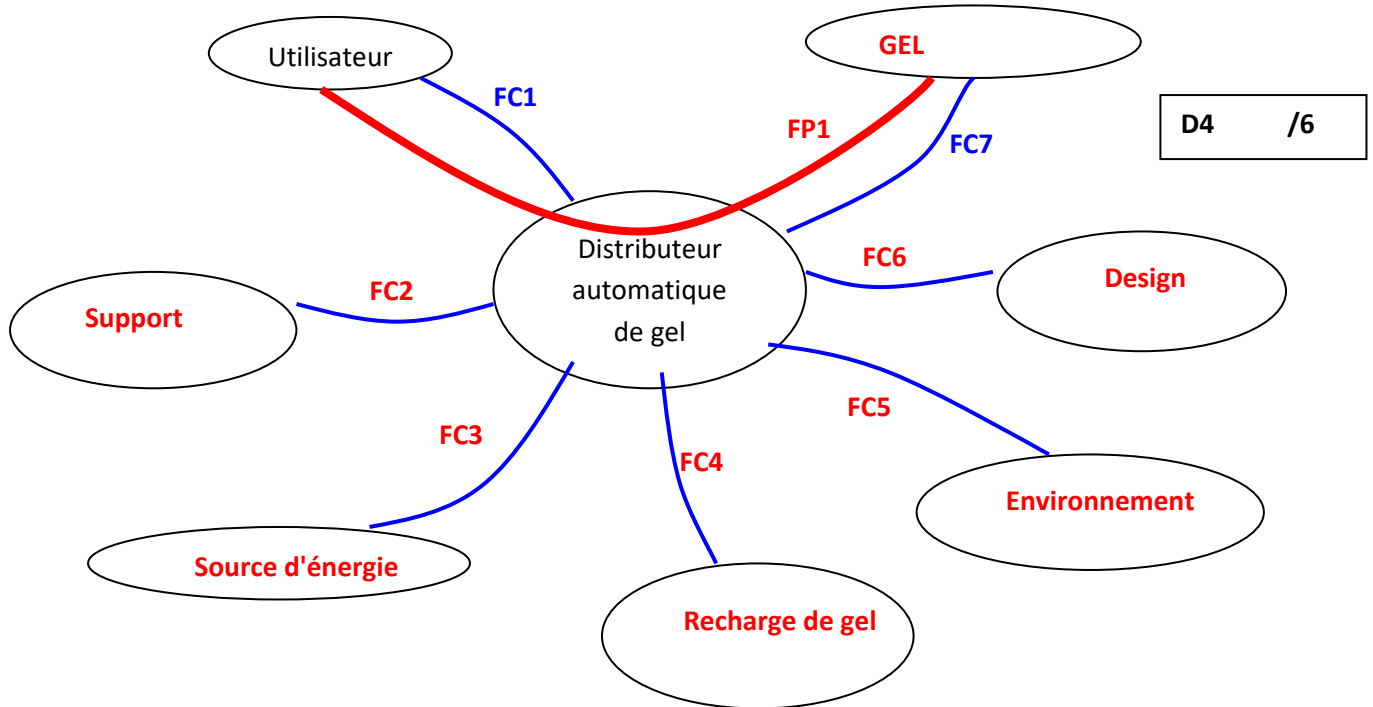 Utilisateur
GEL
FC1
FP1
FC7
D4 /6
Distributeur
automatique
de gel
FC6
Design
FC2
Support
FC5
FC3
FC4
Environnement
Source d'énergie
Recharge de gel